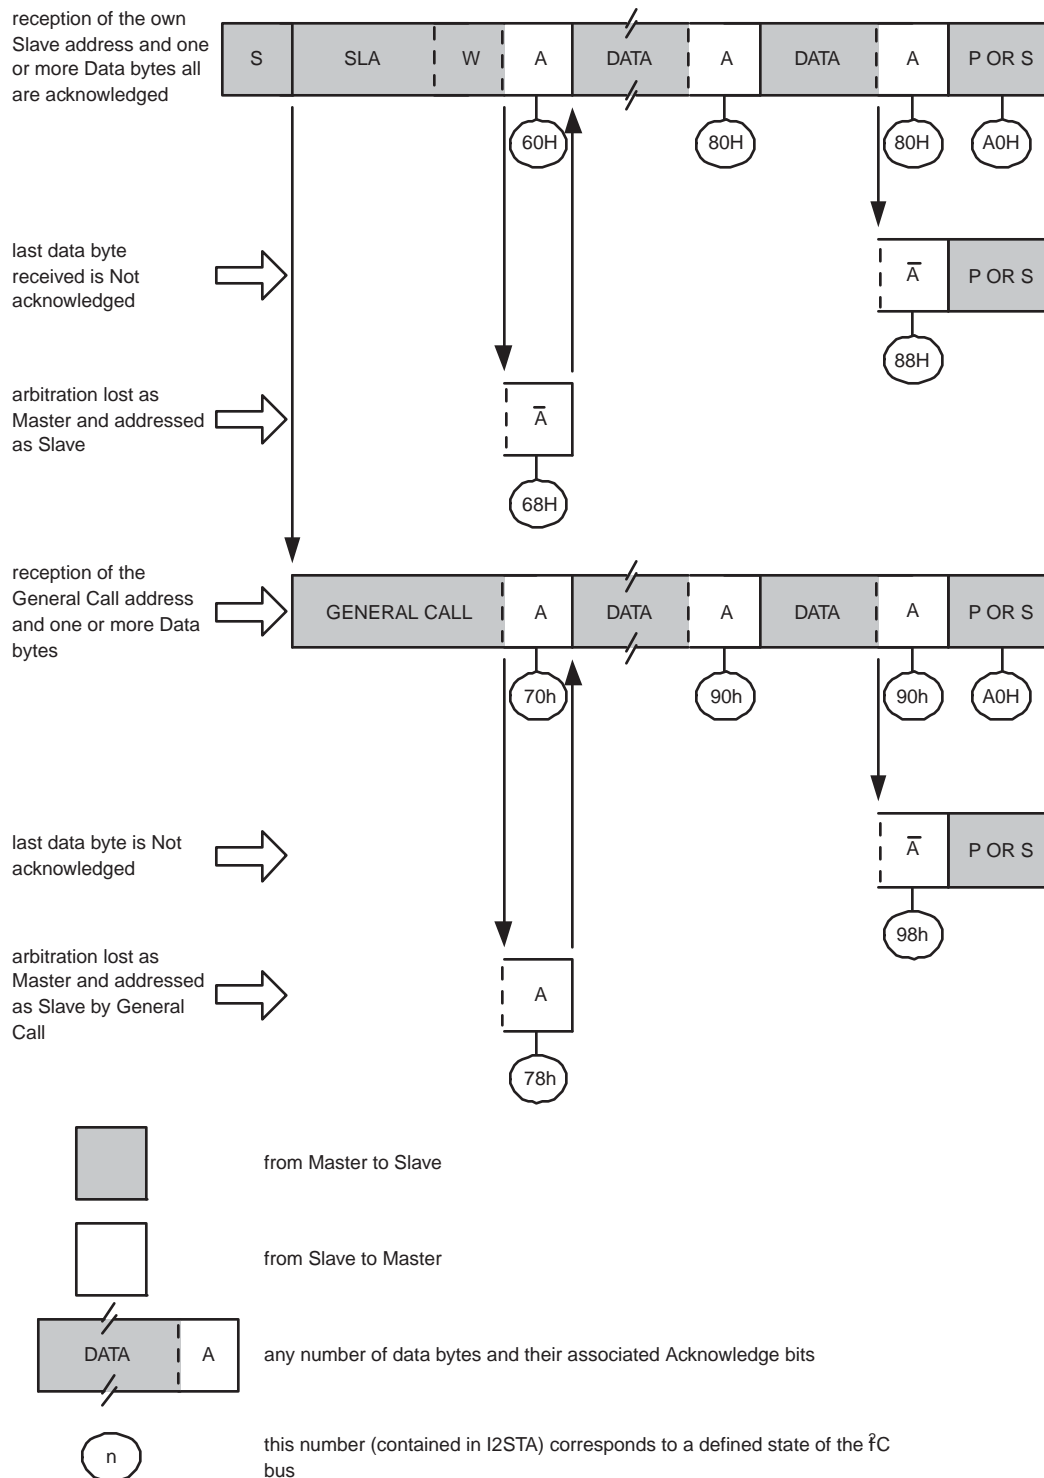 reception of the own
Slave address and one
or more Data bytes all
are acknowledged
S SLA W A DATA A DATA A P OR S
60H 80H 80H A0H
last data byte
received is Not
acknowledged
A̅ P OR S
88H
arbitration lost as
Master and addressed
as Slave
A̅
68H
reception of the
General Call address
and one or more Data
bytes
GENERAL CALL A DATA A DATA A P OR S
70h 90h 90h A0H
last data byte is Not
acknowledged
A̅ P OR S
98h
arbitration lost as
Master and addressed
as Slave by General
Call
A
78h
from Master to Slave
from Slave to Master
DATA A
any number of data bytes and their associated Acknowledge bits
n
this number (contained in I2STA) corresponds to a defined state of the I²C
bus